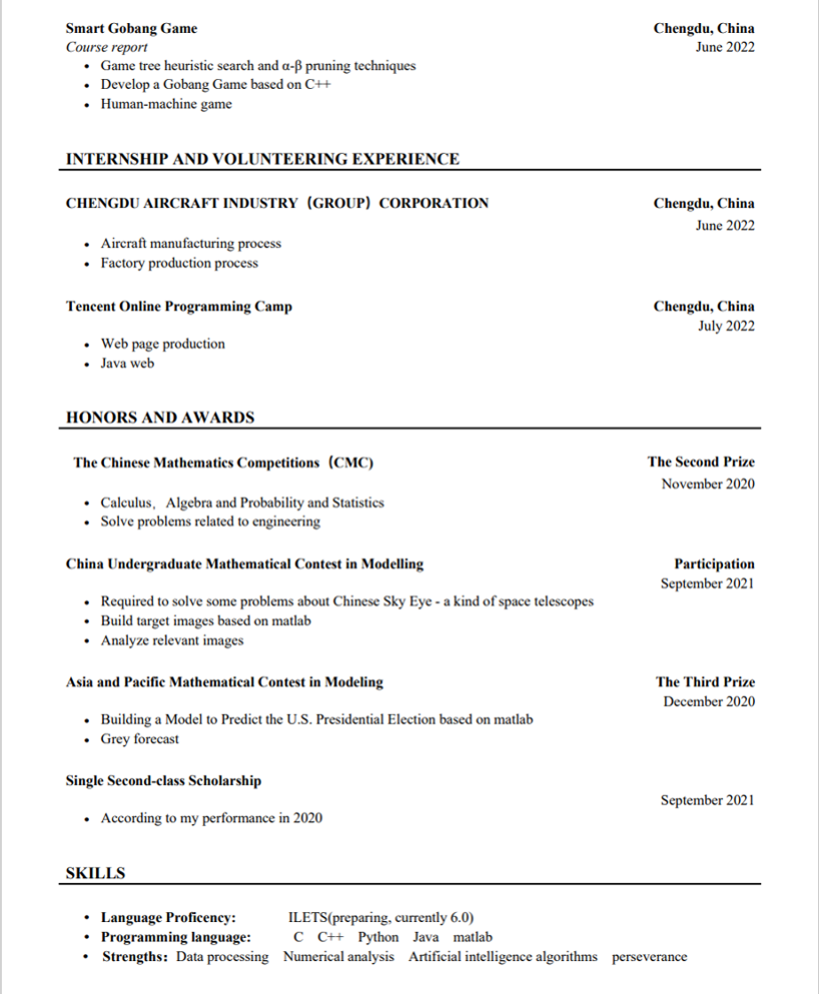 Smart Gobang Game Chengdu, China
Course report June 2022
• Game tree heuristic search and α-β pruning techniques
• Develop a Gobang Game based on C++
• Human-machine game
INTERNSHIP AND VOLUNTEERING EXPERIENCE
CHENGDU AIRCRAFT INDUSTRY（GROUP）CORPORATION Chengdu, China
June 2022
• Aircraft manufacturing process
• Factory production process
Tencent Online Programming Camp Chengdu, China
July 2022
• Web page production
• Java web
HONORS AND AWARDS
The Chinese Mathematics Competitions（CMC） The Second Prize
November 2020
• Calculus，Algebra and Probability and Statistics
• Solve problems related to engineering
China Undergraduate Mathematical Contest in Modelling Participation
September 2021
• Required to solve some problems about Chinese Sky Eye - a kind of space telescopes
• Build target images based on matlab
• Analyze relevant images
Asia and Pacific Mathematical Contest in Modeling The Third Prize
December 2020
• Building a Model to Predict the U.S. Presidential Election based on matlab
• Grey forecast
Single Second-class Scholarship
September 2021
• According to my performance in 2020
SKILLS
• Language Proficency: ILETS(preparing, currently 6.0)
• Programming language: C C++ Python Java matlab
• Strengths: Data processing Numerical analysis Artificial intelligence algorithms perseverance